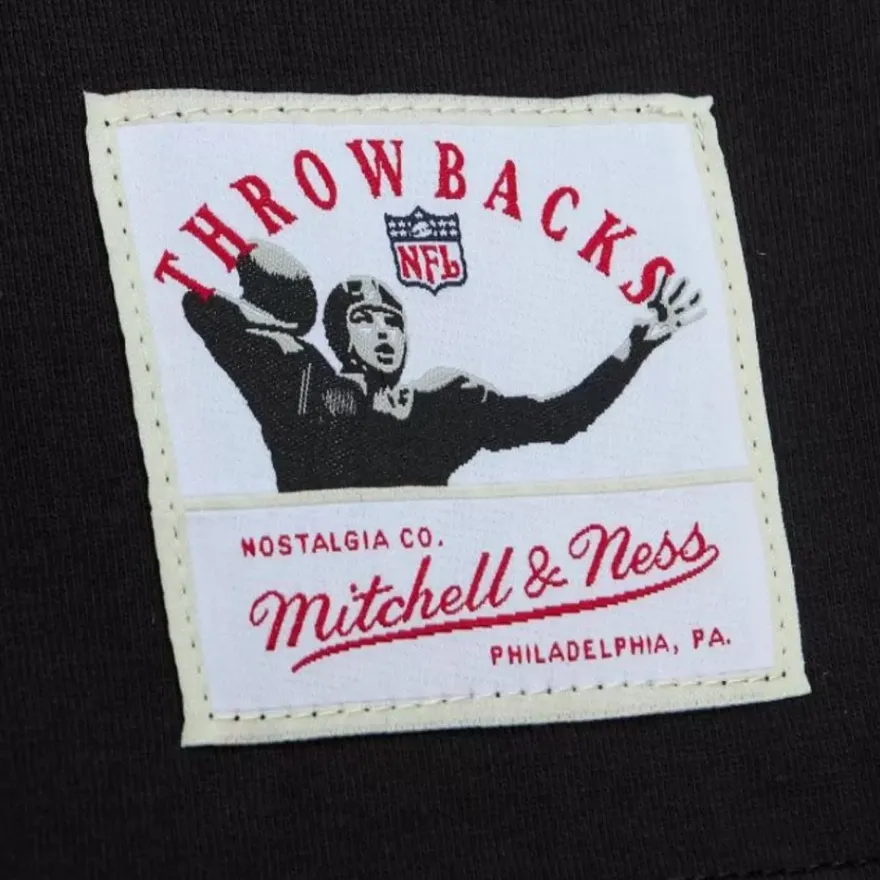 THROWBACKS
NFL
NOSTALGIA CO.
Mitchell & Ness
PHILADELPHIA, PA.